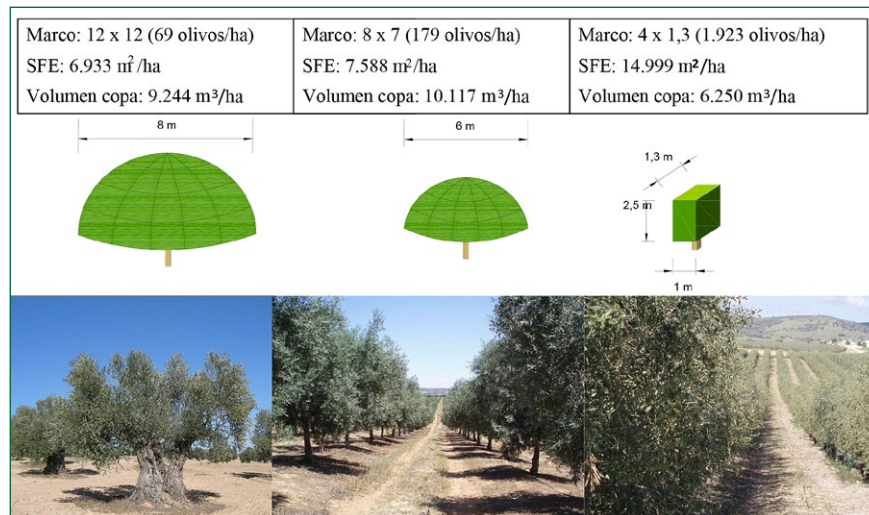 Marco: 12 x 12 (69 olivos/ha)
SFE: 6.933 m²/ha
Volumen copa: 9.244 m³/ha
Marco: 8 x 7 (179 olivos/ha)
SFE: 7.588 m²/ha
Volumen copa: 10.117 m³/ha
Marco: 4 x 1,3 (1.923 olivos/ha)
SFE: 14.999 m²/ha
Volumen copa: 6.250 m³/ha
8 m
6 m
1,3 m
2,5 m
1 m